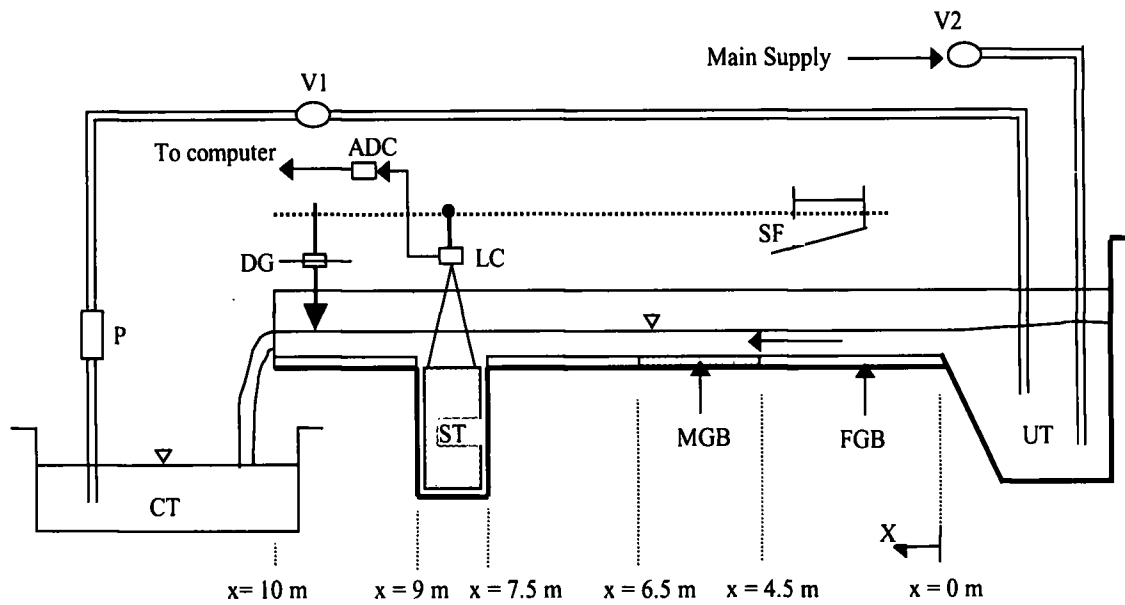 V2
Main Supply
V1
To computer
ADC
SF
DG
LC
P
ST
MGB
FGB
UT
CT
X
x= 10 m
x = 9 m
x = 7.5 m
x = 6.5 m
x = 4.5 m
x = 0 m